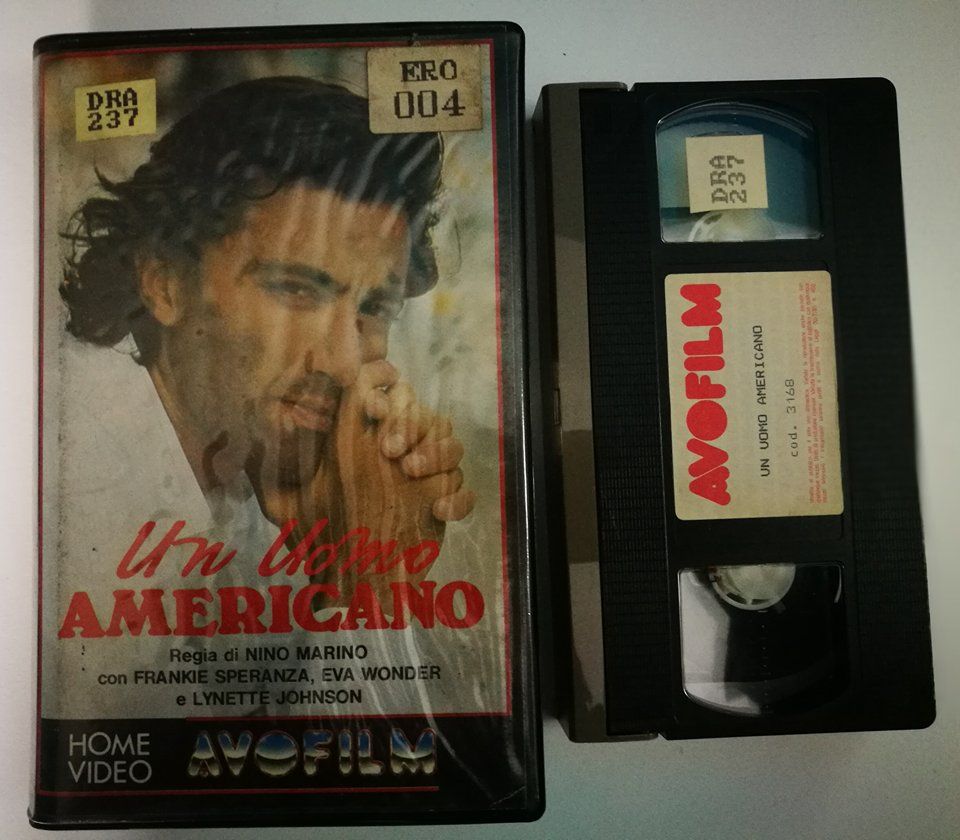 DRA
237
ERO
004
Un Uomo
AMERICANO
Regia di NINO MARINO
con FRANKIE SPERANZA, EVA WONDER
e LYNETTE JOHNSON
HOME
VIDEO
AVOFILM
DRA
237
AVOFILM
UN UOMO AMERICANO
cod. 3168